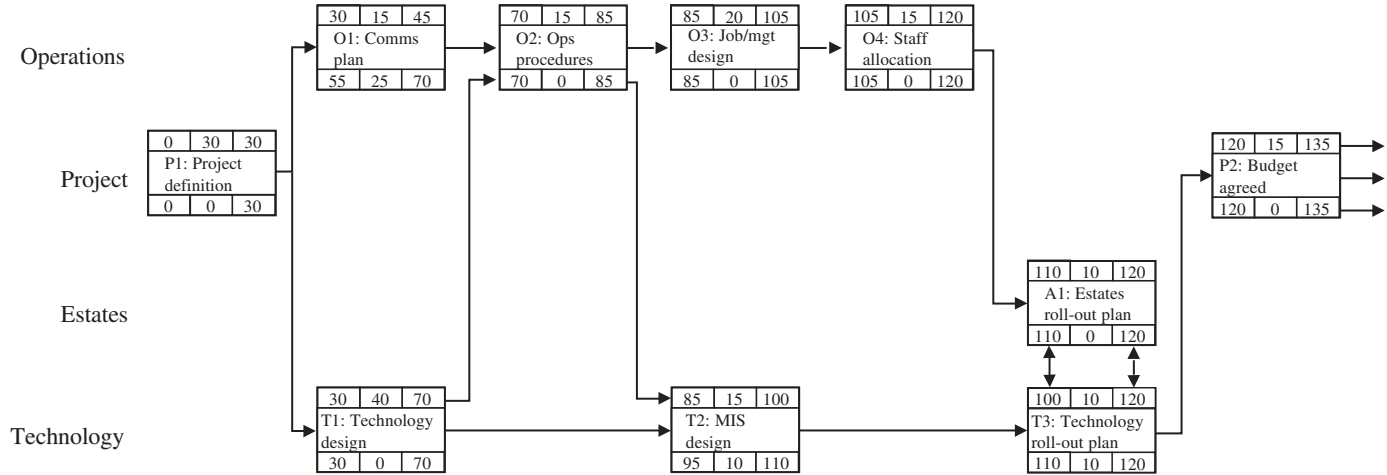 30 15 45
70 15 85
85 20 105
105 15 120
Operations
O1: Comms
plan
O2: Ops
procedures
O3: Job/mgt
design
O4: Staff
allocation
55 25 70
70 0 85
85 0 105
105 0 120
0 30 30
120 15 135
Project
P1: Project
definition
P2: Budget
agreed
0 0 30
120 0 135
110 10 120
Estates
A1: Estates
roll-out plan
110 0 120
30 40 70
85 15 100
100 10 120
Technology
T1: Technology
design
T2: MIS
design
T3: Technology
roll-out plan
30 0 70
95 10 110
110 10 120